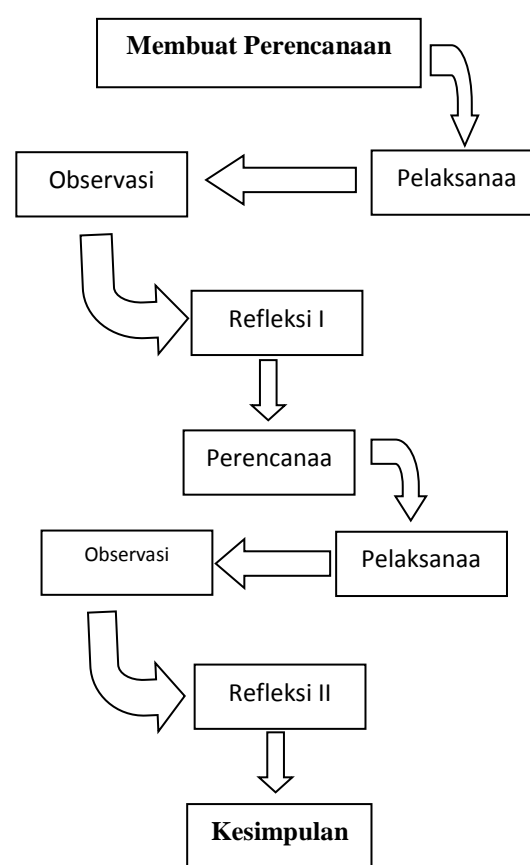 Membuat Perencanaan
Pelaksanaa
Observasi
Refleksi I
Perencanaa
Pelaksanaa
Observasi
Refleksi II
Kesimpulan